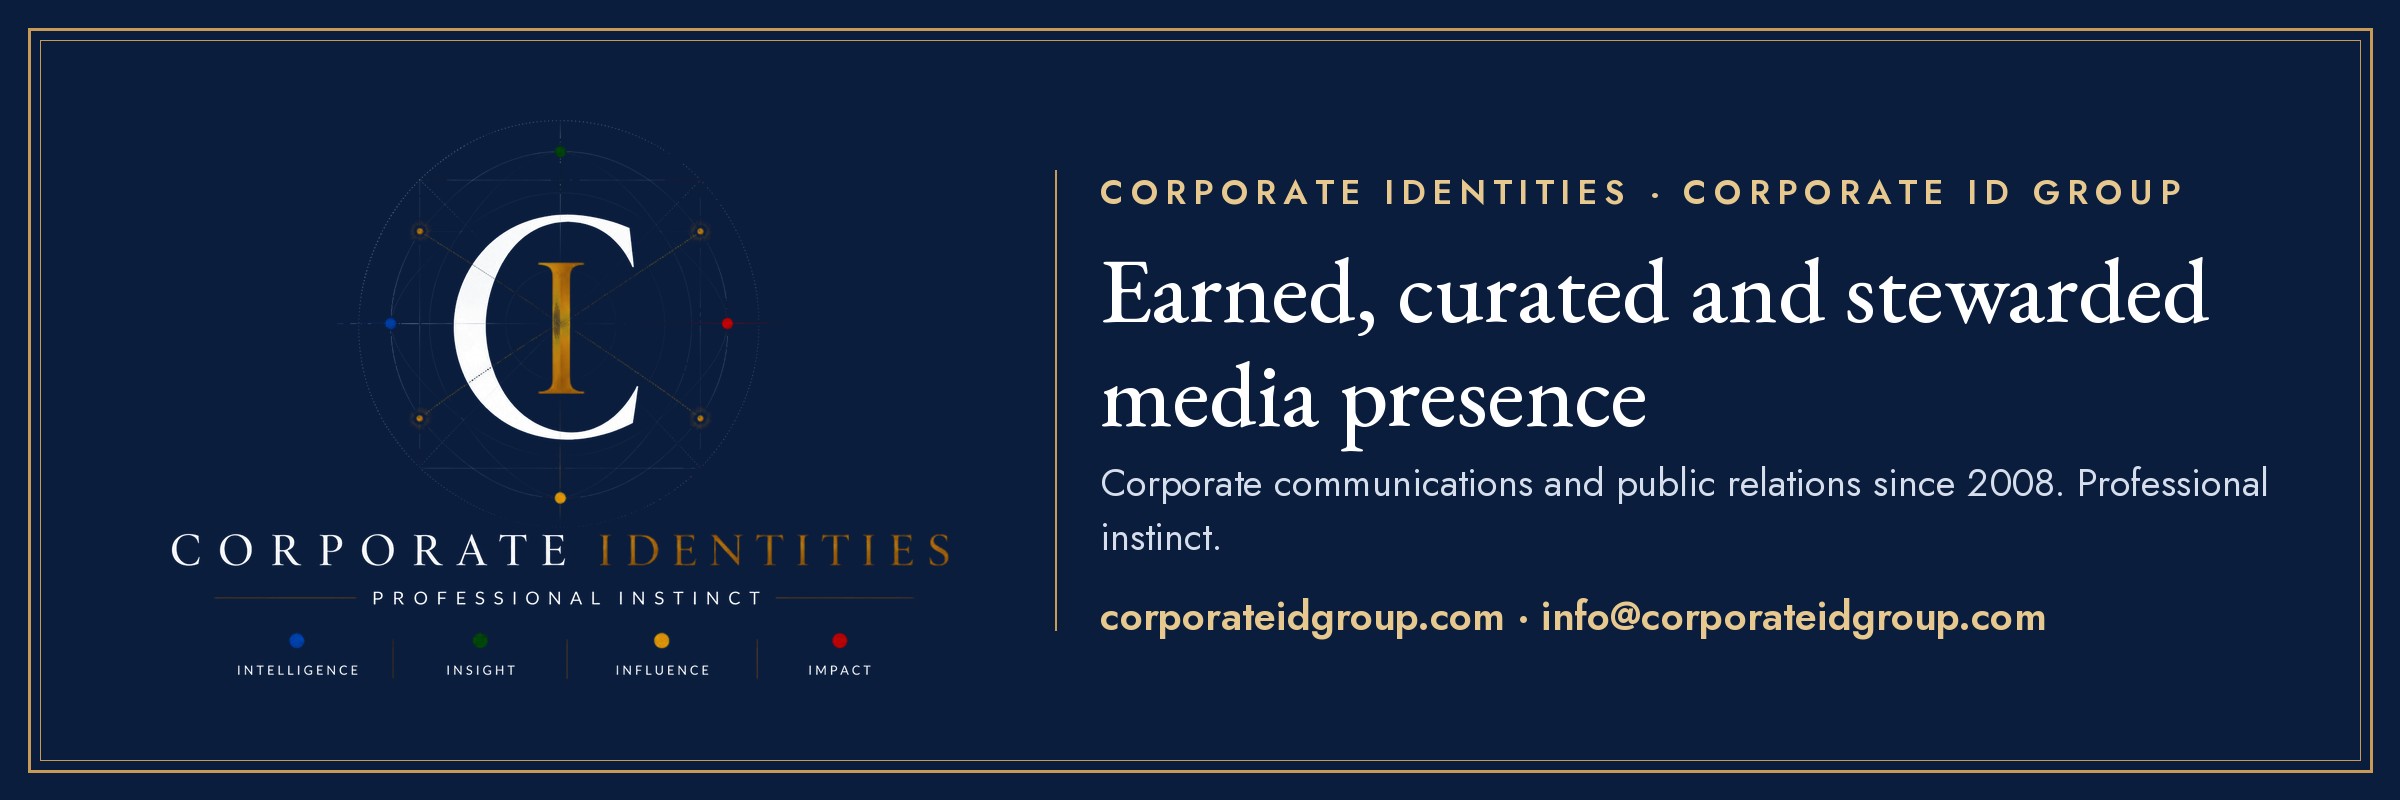 CI
CORPORATE IDENTITIES
PROFESSIONAL INSTINCT
INTELLIGENCE INSIGHT INFLUENCE IMPACT
CORPORATE IDENTITIES · CORPORATE ID GROUP
Earned, curated and stewarded
media presence
Corporate communications and public relations since 2008. Professional
instinct.
corporateidgroup.com · info@corporateidgroup.com